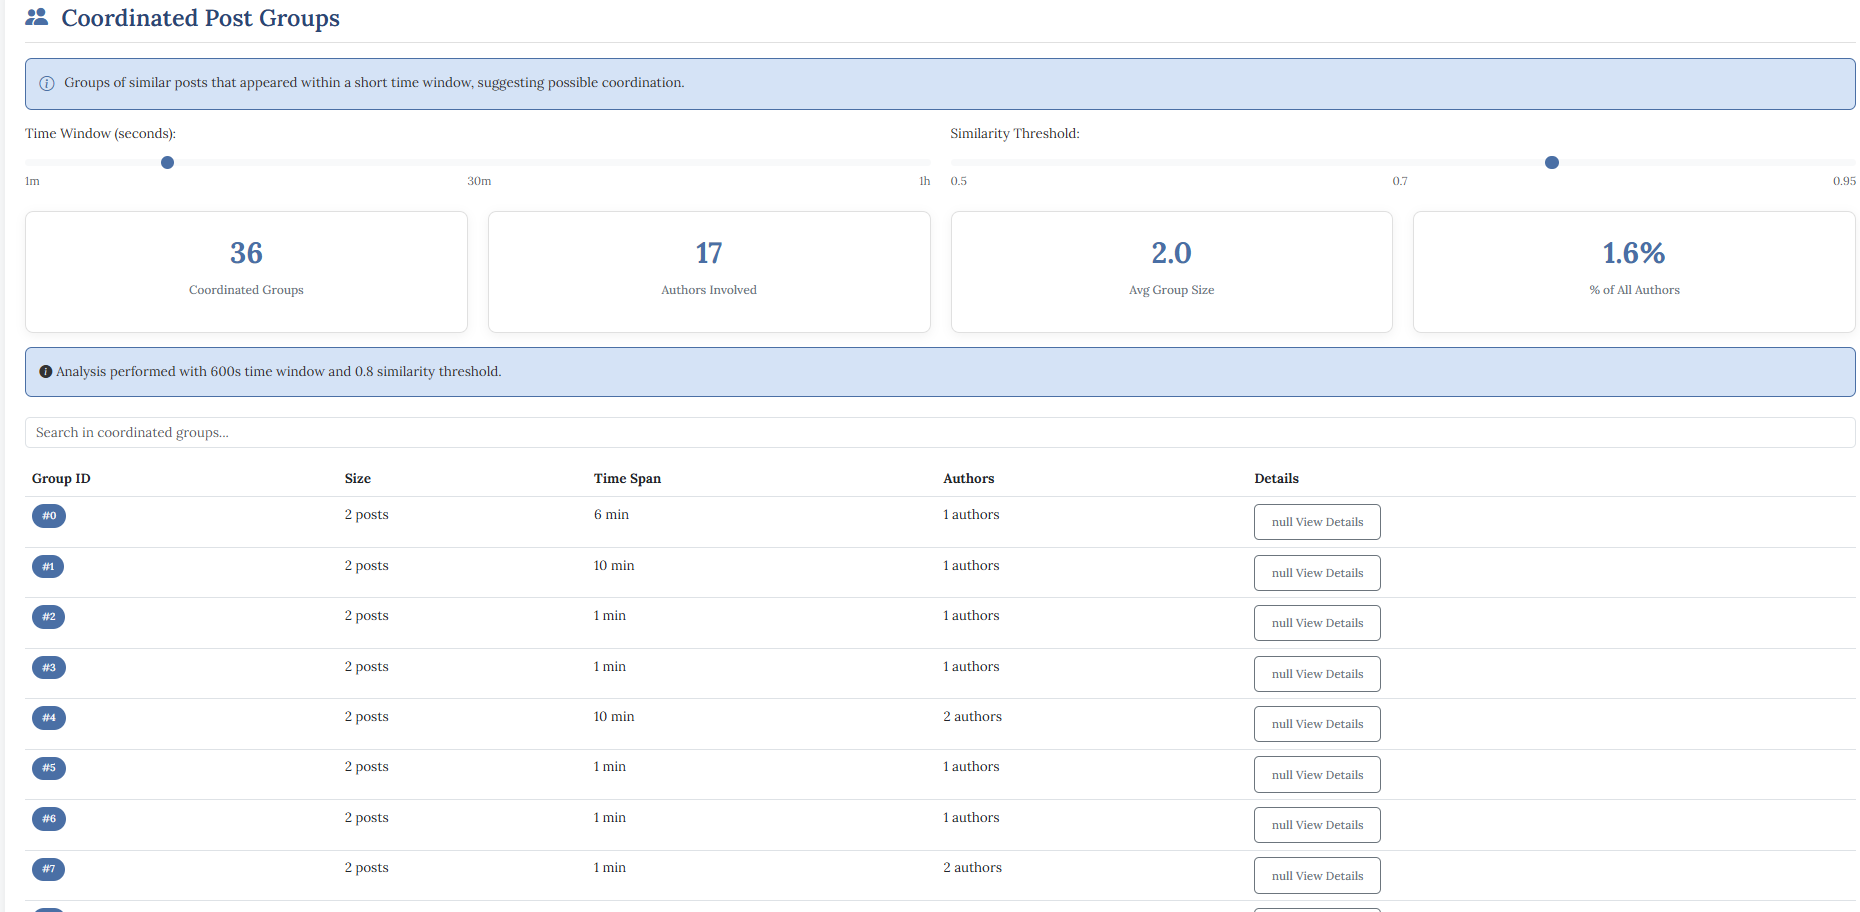 Coordinated Post Groups
Groups of similar posts that appeared within a short time window, suggesting possible coordination.
Time Window (seconds): Similarity Threshold:
1m 30m 1h 0.5 0.7 0.95
36 17 2.0 1.6%
Coordinated Groups Authors Involved Avg Group Size % of All Authors
Analysis performed with 600s time window and 0.8 similarity threshold.
Search in coordinated groups...
Group ID Size Time Span Authors Details
#0 2 posts 6 min 1 authors null View Details
#1 2 posts 10 min 1 authors null View Details
#2 2 posts 1 min 1 authors null View Details
#3 2 posts 1 min 1 authors null View Details
#4 2 posts 10 min 2 authors null View Details
#5 2 posts 1 min 1 authors null View Details
#6 2 posts 1 min 1 authors null View Details
#7 2 posts 1 min 2 authors null View Details